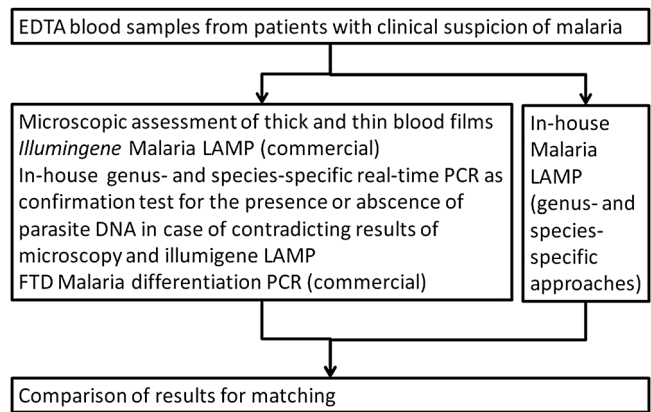 EDTA blood samples from patients with clinical suspicion of malaria
Microscopic assessment of thick and thin blood films
Illumingene Malaria LAMP (commercial)
In-house genus- and species-specific real-time PCR as
confirmation test for the presence or abscence of
parasite DNA in case of contradicting results of
microscopy and illumigene LAMP
FTD Malaria differentiation PCR (commercial)
In-house
Malaria
LAMP
(genus- and
species-
specific
approaches)
Comparison of results for matching